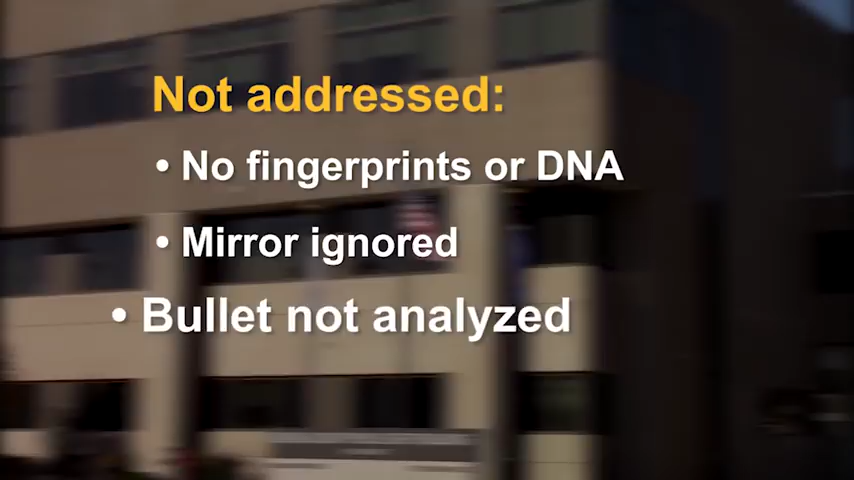 Not addressed:
• No fingerprints or DNA
• Mirror ignored
• Bullet not analyzed